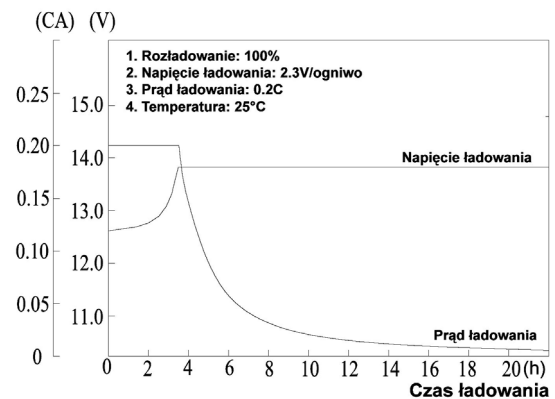 (CA) (V)
1. Rozładowanie: 100%
2. Napięcie ładowania: 2.3V/ogniwo
3. Prąd ładowania: 0.2C
4. Temperatura: 25°C
0.25
15.0
0.20
14.0
Napięcie ładowania
0.15
13.0
0.10
12.0
0.05
11.0
Prąd ładowania
0
0 2 4 6 8 10 12 14 16 18 20 (h)
Czas ładowania